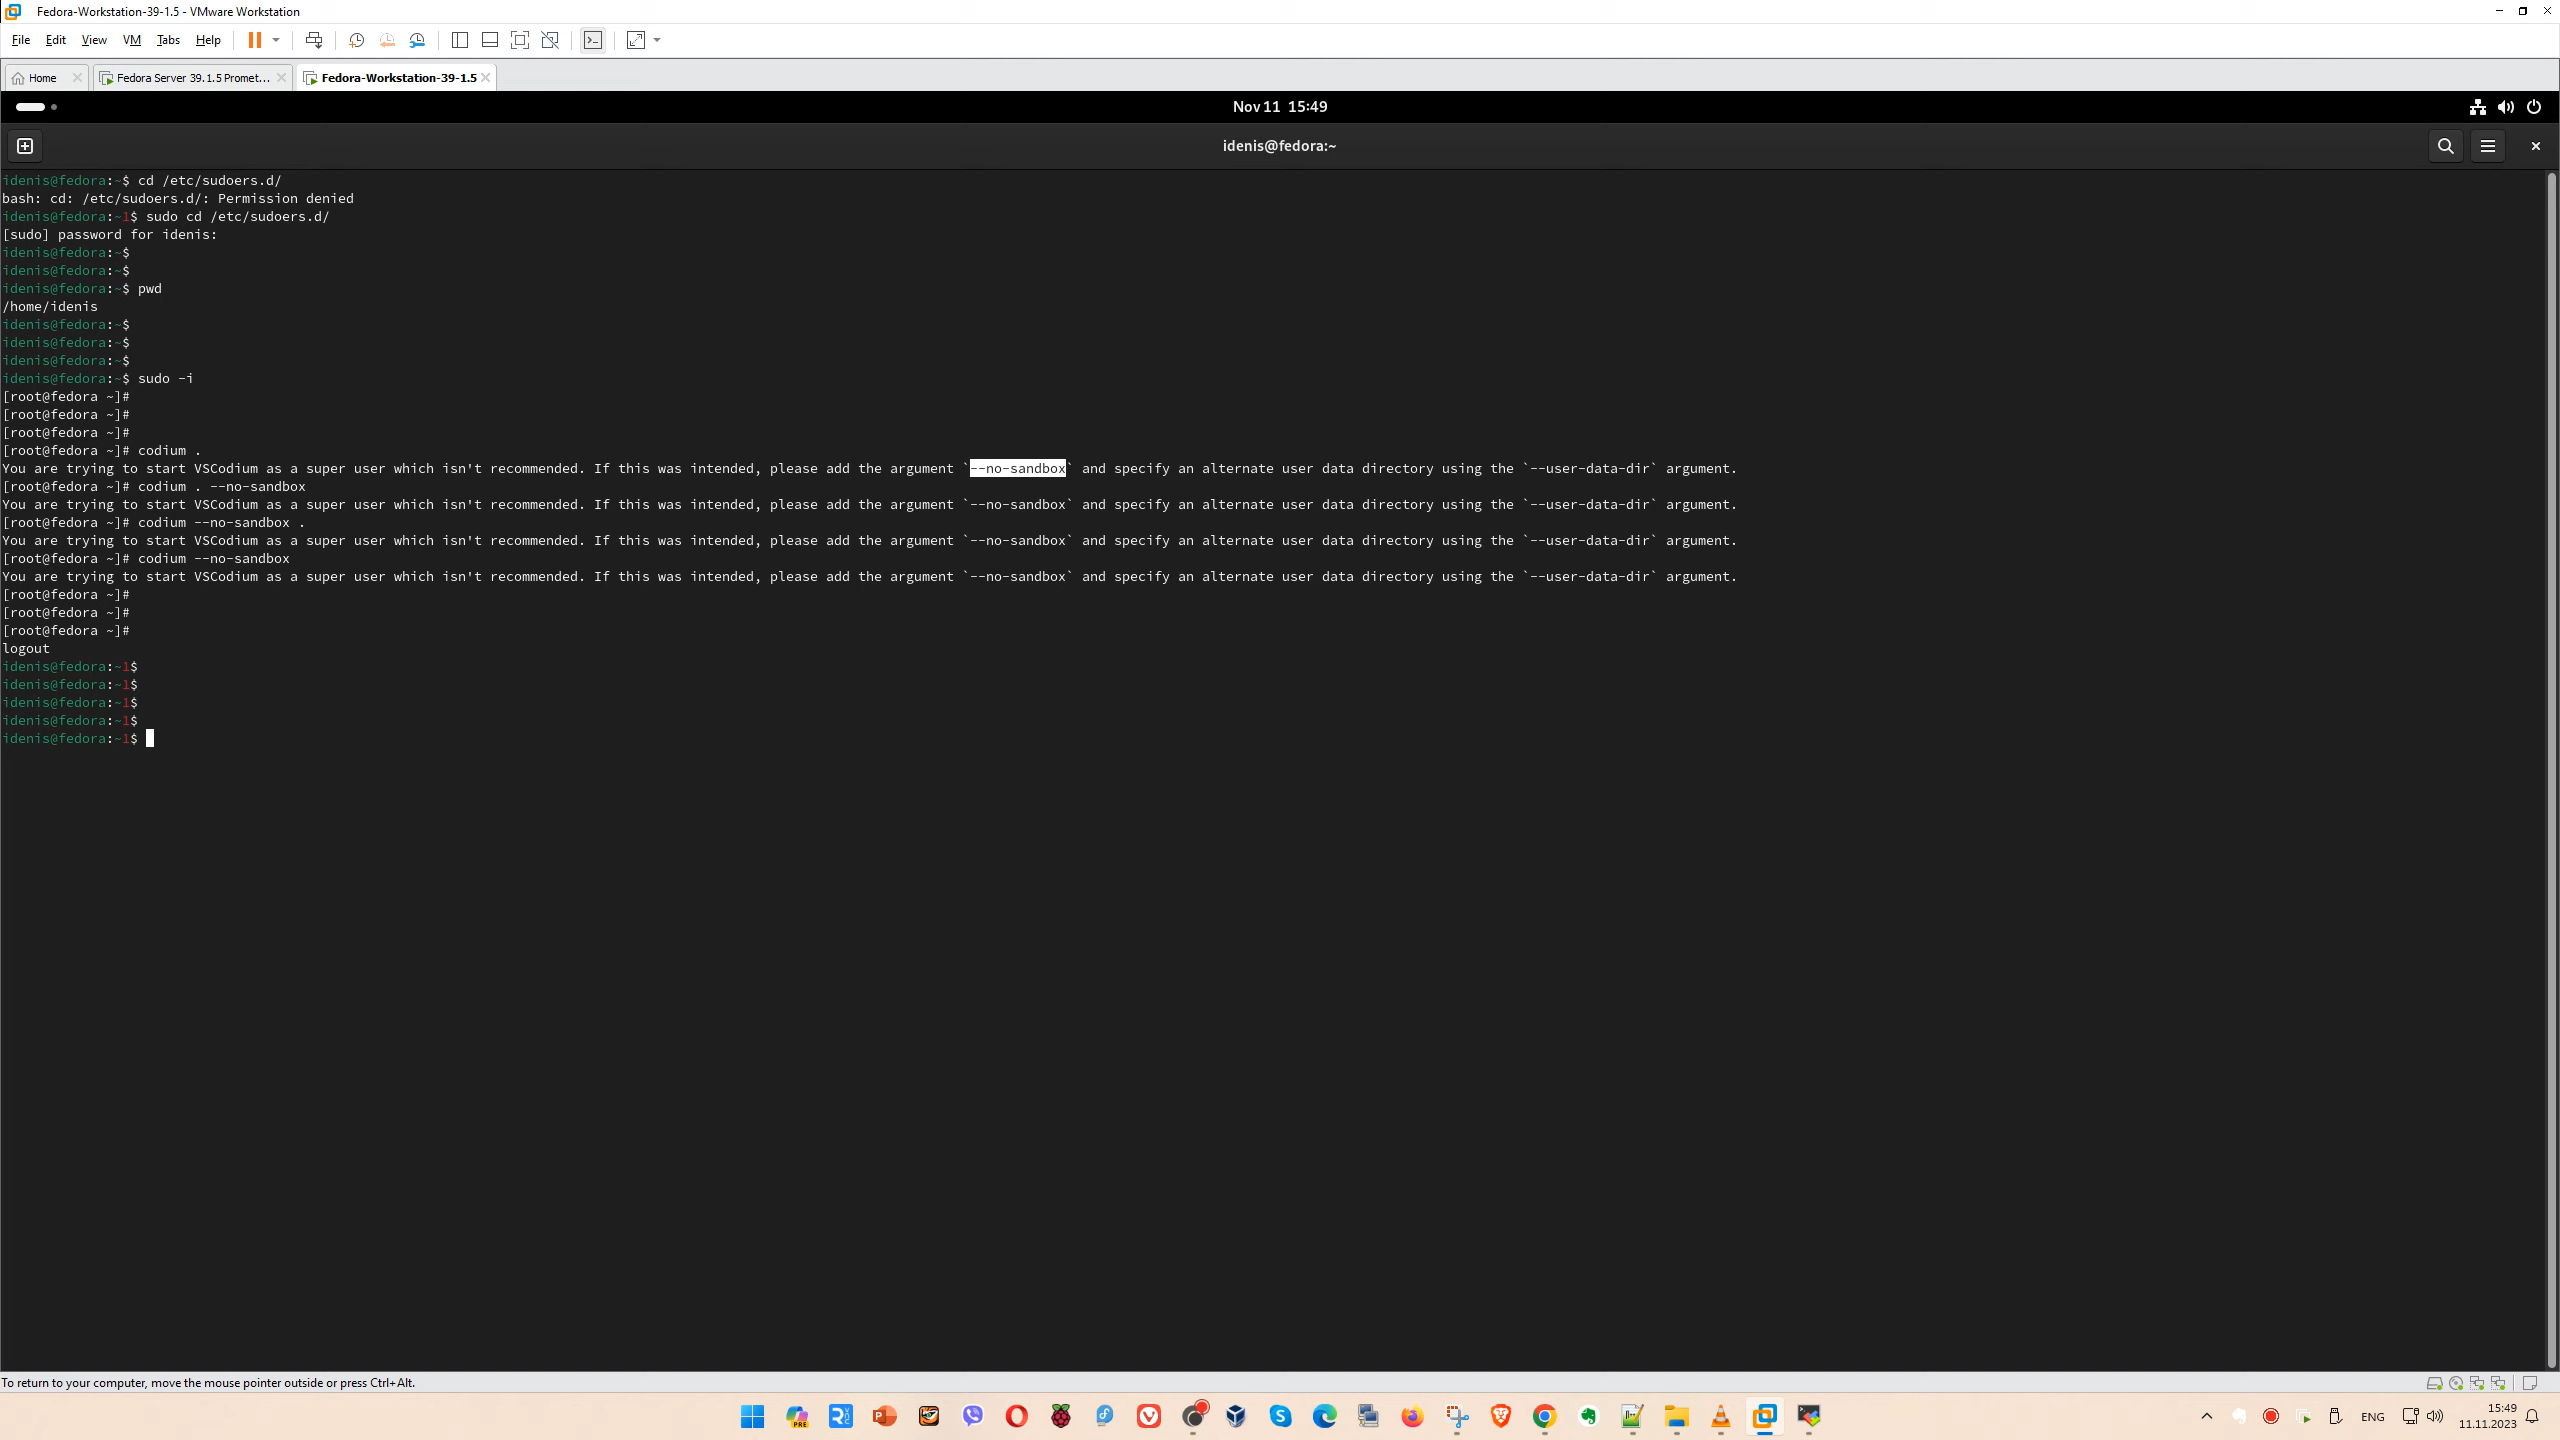 Fedora-Workstation-39-1.5 - VMware Workstation
File Edit View VM Tabs Help
Home Fedora Server 39.1.5 Promet... Fedora-Workstation-39-1.5
Nov 11 15:49
idenis@fedora:~
idenis@fedora:~$ cd /etc/sudoers.d/
bash: cd: /etc/sudoers.d/: Permission denied
idenis@fedora:~1$ sudo cd /etc/sudoers.d/
[sudo] password for idenis:
idenis@fedora:~$
idenis@fedora:~$
idenis@fedora:~$ pwd
/home/idenis
idenis@fedora:~$
idenis@fedora:~$
idenis@fedora:~$
idenis@fedora:~$ sudo -i
[root@fedora ~]#
[root@fedora ~]#
[root@fedora ~]#
[root@fedora ~]# codium .
You are trying to start VSCodium as a super user which isn't recommended. If this was intended, please add the argument `--no-sandbox` and specify an alternate user data directory using the `--user-data-dir` argument.
[root@fedora ~]# codium . --no-sandbox
You are trying to start VSCodium as a super user which isn't recommended. If this was intended, please add the argument `--no-sandbox` and specify an alternate user data directory using the `--user-data-dir` argument.
[root@fedora ~]# codium --no-sandbox .
You are trying to start VSCodium as a super user which isn't recommended. If this was intended, please add the argument `--no-sandbox` and specify an alternate user data directory using the `--user-data-dir` argument.
[root@fedora ~]# codium --no-sandbox
You are trying to start VSCodium as a super user which isn't recommended. If this was intended, please add the argument `--no-sandbox` and specify an alternate user data directory using the `--user-data-dir` argument.
[root@fedora ~]#
[root@fedora ~]#
[root@fedora ~]#
logout
idenis@fedora:~1$
idenis@fedora:~1$
idenis@fedora:~1$
idenis@fedora:~1$
idenis@fedora:~1$
To return to your computer, move the mouse pointer outside or press Ctrl+Alt.
PRE
ENG
15:49
11.11.2023